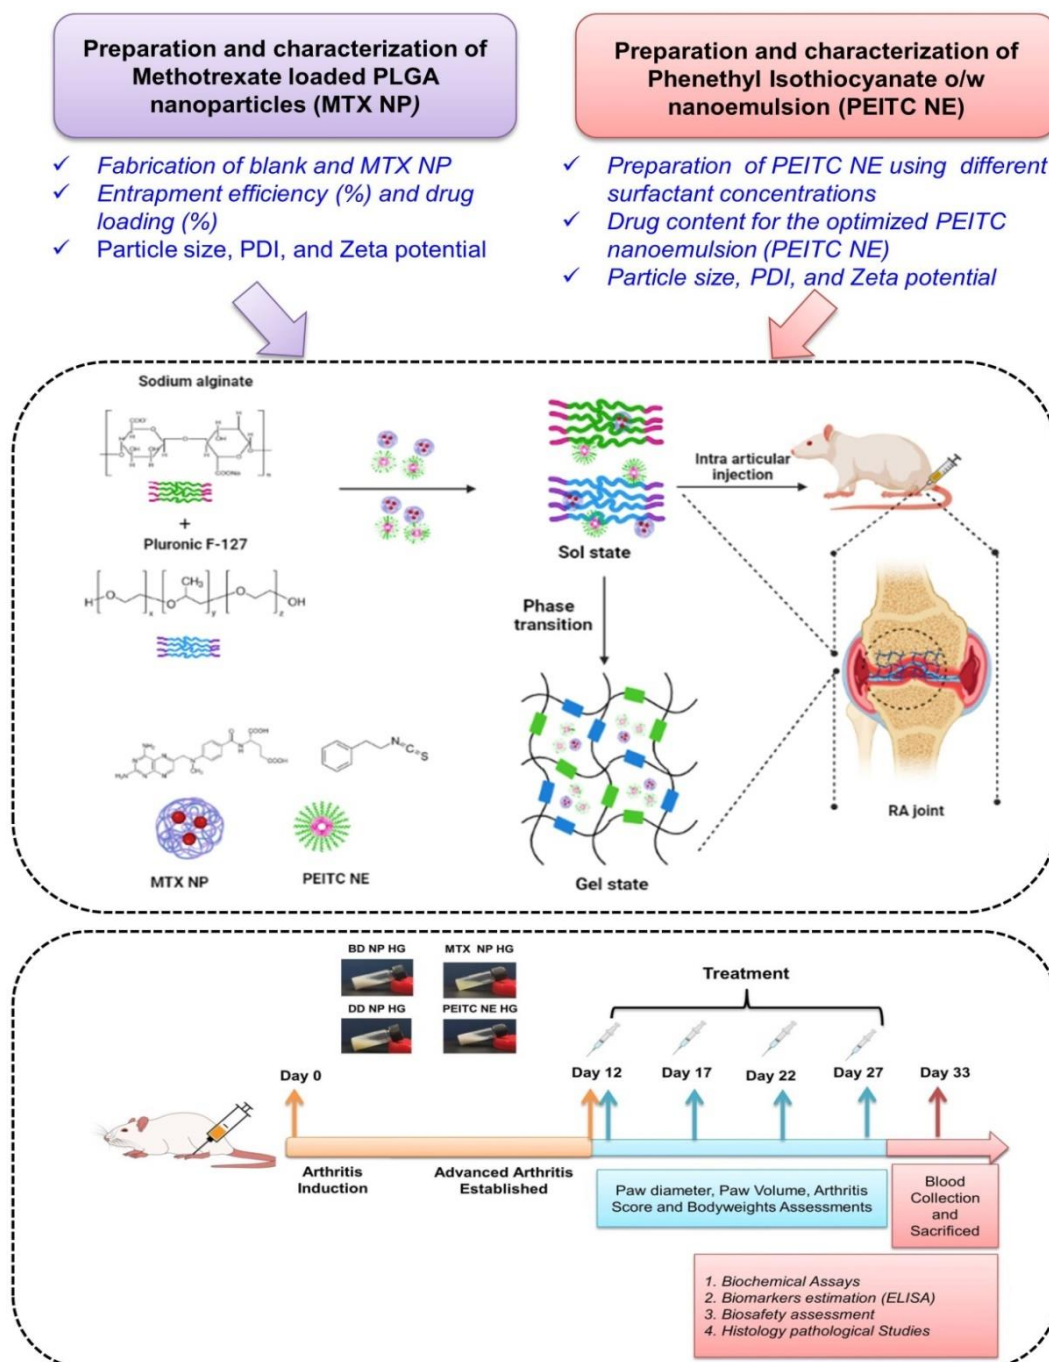 Preparation and characterization of
Methotrexate loaded PLGA
nanoparticles (MTX NP)
Preparation and characterization of
Phenethyl Isothiocyanate o/w
nanoemulsion (PEITC NE)
✓ Fabrication of blank and MTX NP
✓ Entrapment efficiency (%) and drug
loading (%)
✓ Particle size, PDI, and Zeta potential
✓ Preparation of PEITC NE using different
surfactant concentrations
✓ Drug content for the optimized PEITC
nanoemulsion (PEITC NE)
✓ Particle size, PDI, and Zeta potential
Sodium alginate
+
Pluronic F-127
CH3
H
O
x
O
y
O
z
OH
Sol state
Intra articular
injection
Phase
transition
Gel state
RA joint
COOH
COOH
NH2
H2N
CH3
N=C=S
MTX NP
PEITC NE
BD NP HG
MTX NP HG
DD NP HG
PEITC NE HG
Treatment
Day 0
Day 12
Day 17
Day 22
Day 27
Day 33
Arthritis
Induction
Advanced Arthritis
Established
Paw diameter, Paw Volume, Arthritis
Score and Bodyweights Assessments
Blood
Collection
and
Sacrificed
1. Biochemical Assays
2. Biomarkers estimation (ELISA)
3. Biosafety assessment
4. Histology pathological Studies